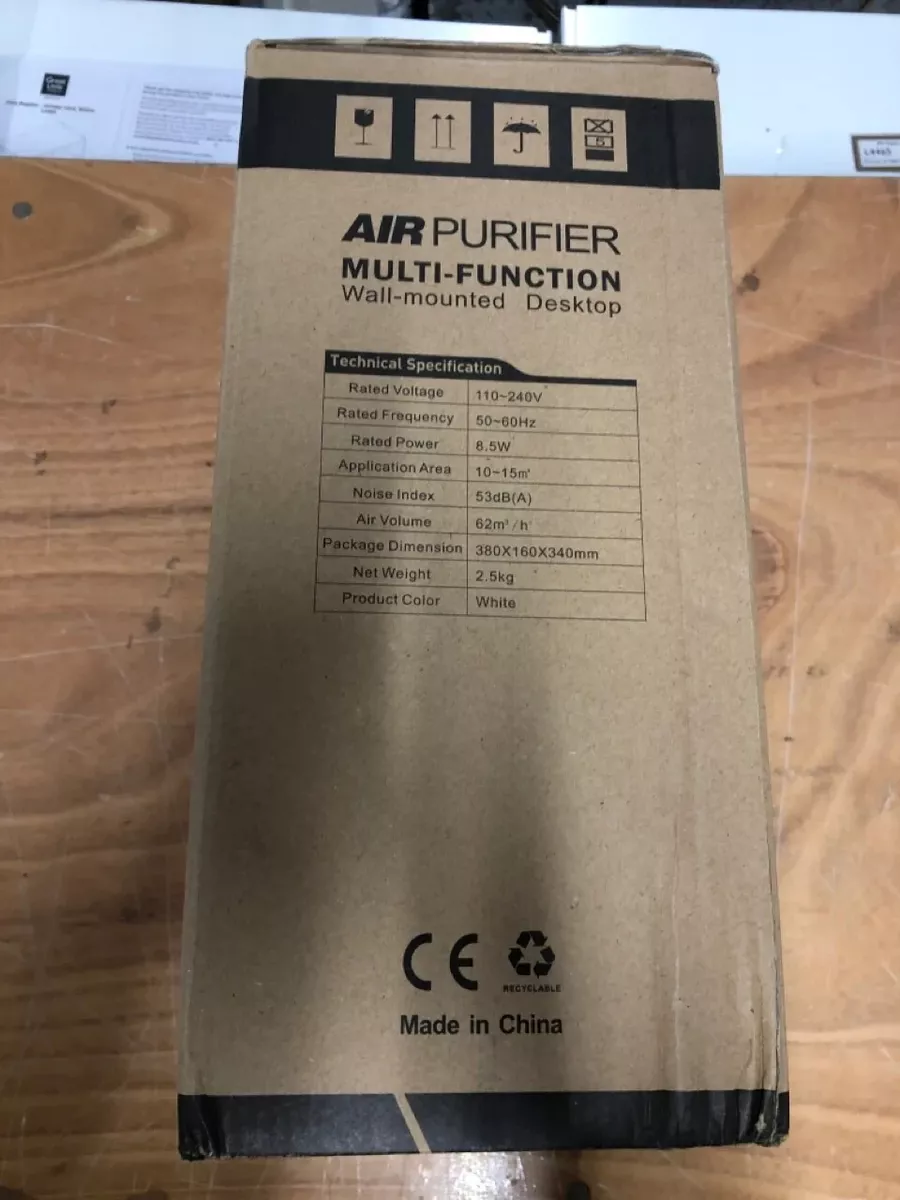 Green
6
AIR PURIFIER
MULTI-FUNCTION
Wall-mounted Desktop
Technical Specification
Rated Voltage 110~240V
Rated Frequency 50~60Hz
Rated Power 8.5W
Application Area 10~15m²
Noise Index 53dB(A)
Air Volume 62m³/h
Package Dimension 380X160X340mm
Net Weight 2.5kg
Product Color White
CE
RECYCLABLE
Made in China